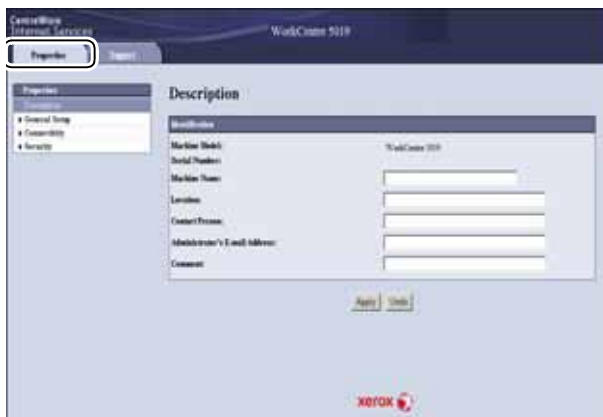 CentreWare
Internet Services
WorkCentre 5019
Properties
Support
Properties
Description
General Setup
Connectivity
Security
Description
Identification
Machine Model:
WorkCentre 5019
Serial Number:
Machine Name:
Location:
Contact Person:
Administrator's E-mail Address:
Comment:
Apply
Undo
xerox